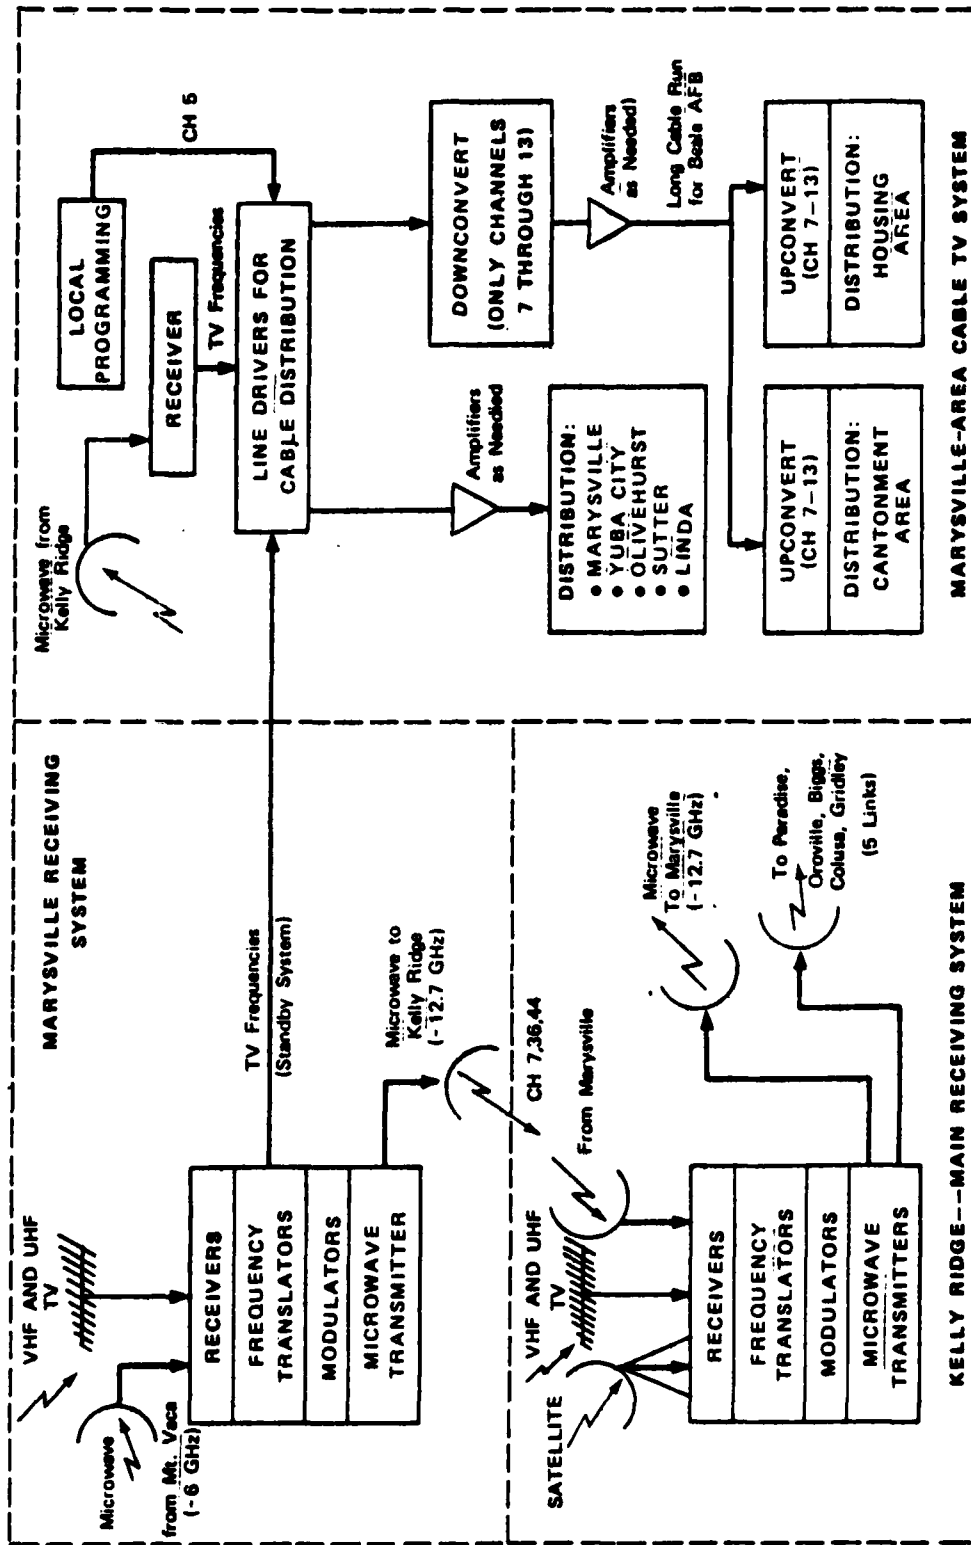 MARYSVILLE RECEIVING
SYSTEM
VHF AND UHF
TV
Microwave
from Mt. Vaca
(-6 GHz)
RECEIVERS
FREQUENCY
TRANSLATORS
MODULATORS
MICROWAVE
TRANSMITTER
TV Frequencies
(Standby System)
Microwave to
Kelly Ridge
(-12.7 GHz)
CH 7,36,44
SATELLITE
VHF AND UHF
TV
From Marysville
RECEIVERS
FREQUENCY
TRANSLATORS
MODULATORS
MICROWAVE
TRANSMITTERS
Microwave
To Marysville
(-12.7 GHz)
To Paradise,
Oroville, Biggs,
Colusa, Gridley
(5 Links)
KELLY RIDGE--MAIN RECEIVING SYSTEM
Microwave from
Kelly Ridge
LOCAL
PROGRAMMING
CH 5
RECEIVER
TV Frequencies
LINE DRIVERS FOR
CABLE DISTRIBUTION
Amplifiers
as Needed
DISTRIBUTION:
● MARYSVILLE
● YUBA CITY
● OLIVEHURST
● SUTTER
● LINDA
DOWNCONVERT
(ONLY CHANNELS
7 THROUGH 13)
Amplifiers
as Needed)
Long Cable Run
for Beale AFB
UPCONVERT
(CH 7-13)
DISTRIBUTION:
CANTONMENT
AREA
UPCONVERT
(CH 7-13)
DISTRIBUTION:
HOUSING
AREA
MARYSVILLE-AREA CABLE TV SYSTEM